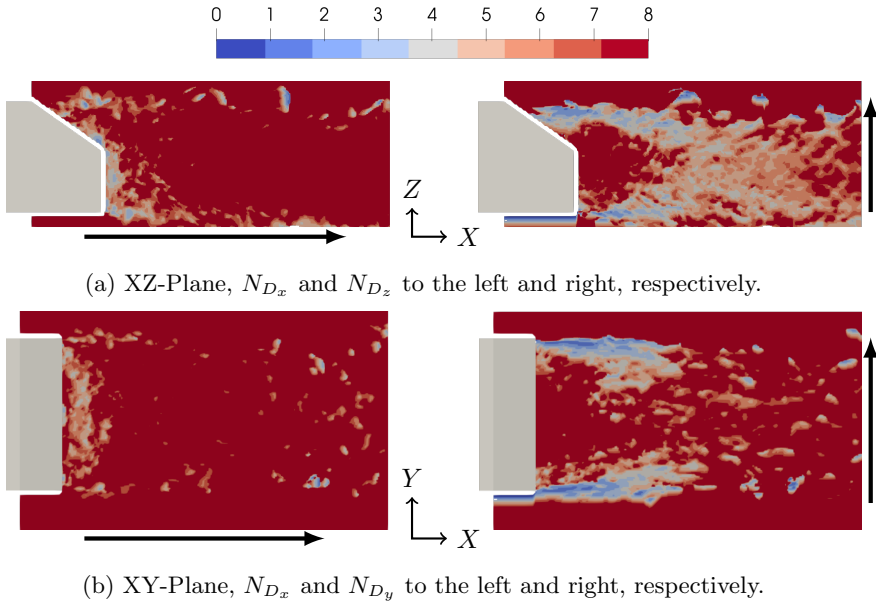 0 1 2 3 4 5 6 7 8
Z
X
(a) XZ-Plane, $N_{D_x}$ and $N_{D_z}$ to the left and right, respectively.
Y
X
(b) XY-Plane, $N_{D_x}$ and $N_{D_y}$ to the left and right, respectively.